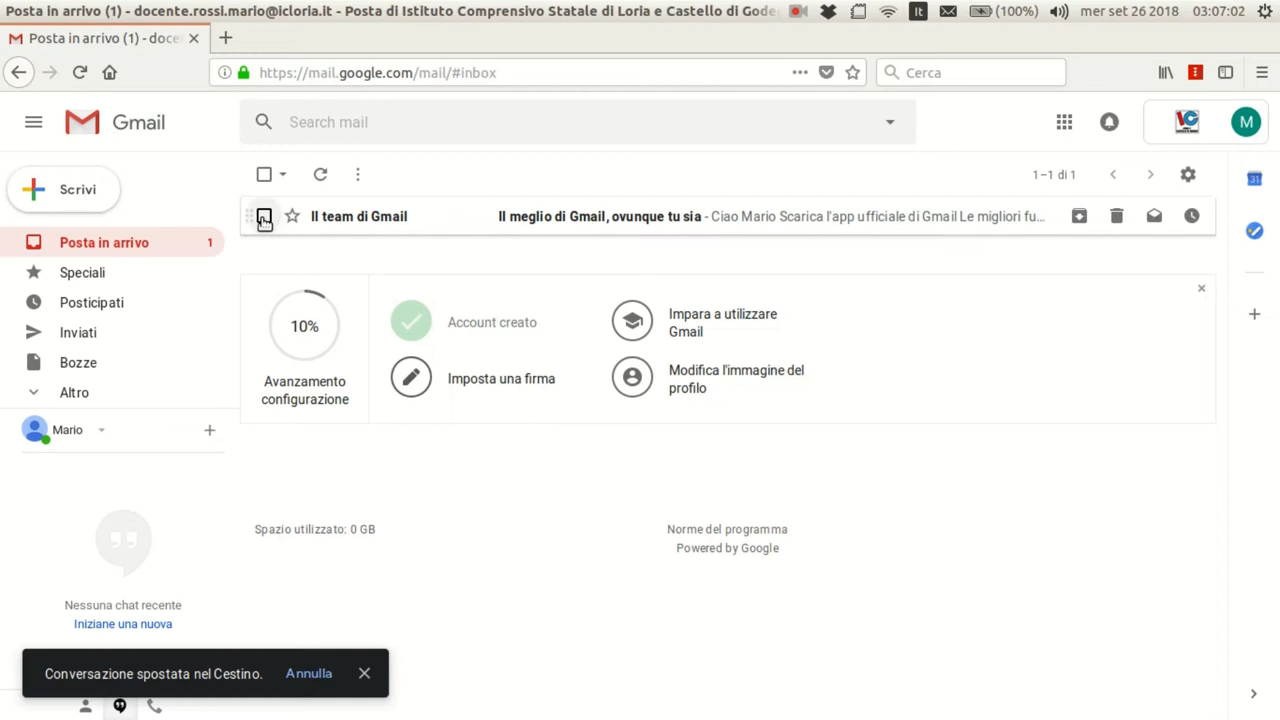 Posta in arrivo (1) - docente.rossi.mario@icloria.it - Posta di Istituto Comprensivo Statale di Loria e Castello di Gode
It
(100%)
mer set 26 2018
03:07:02
Posta in arrivo (1) - doce
https://mail.google.com/mail/#inbox
Cerca
Gmail
Search mail
M
Scrivi
1–1 di 1
31
Il team di Gmail
Il meglio di Gmail, ovunque tu sia - Ciao Mario Scarica l'app ufficiale di Gmail Le migliori fu...
Posta in arrivo
1
Speciali
Posticipati
Inviati
Bozze
Altro
Mario
10%
Avanzamento
configurazione
Account creato
Imposta una firma
Impara a utilizzare
Gmail
Modifica l'immagine del
profilo
Spazio utilizzato: 0 GB
Norme del programma
Powered by Google
Nessuna chat recente
Iniziane una nuova
Conversazione spostata nel Cestino.
Annulla